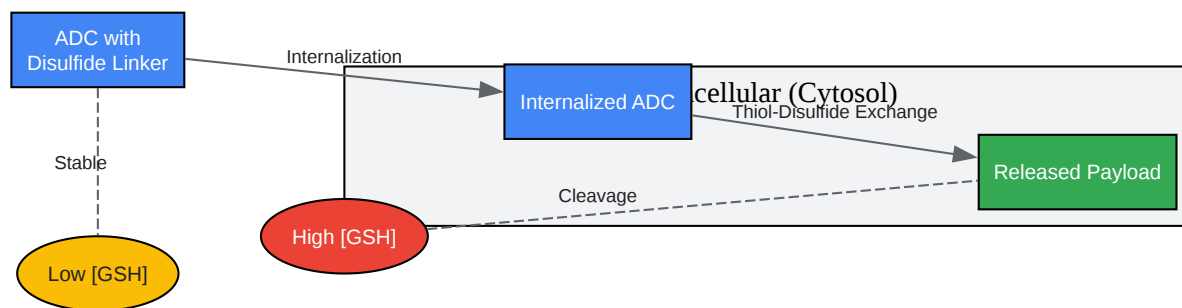 ADC with
Disulfide Linker
Internalization
Internalized ADC
(Cytosol)
Thiol-Disulfide Exchange
Stable
Released Payload
Cleavage
High [GSH]
Low [GSH]